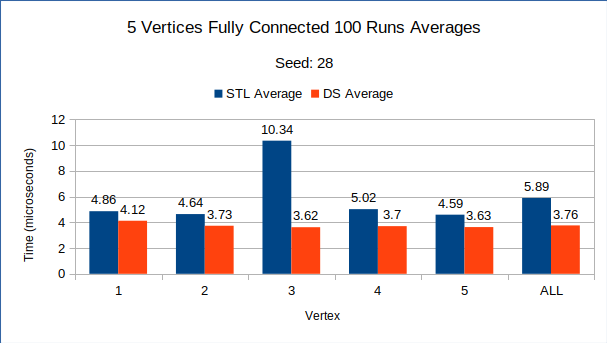 5 Vertices Fully Connected 100 Runs Averages
Seed: 28
STL Average DS Average
Time (microseconds)
12
10
8
6
4
2
0
4.86 4.12 4.64 3.73 10.34 3.62 5.02 3.7 4.59 3.63 5.89 3.76
1 2 3 4 5 ALL
Vertex